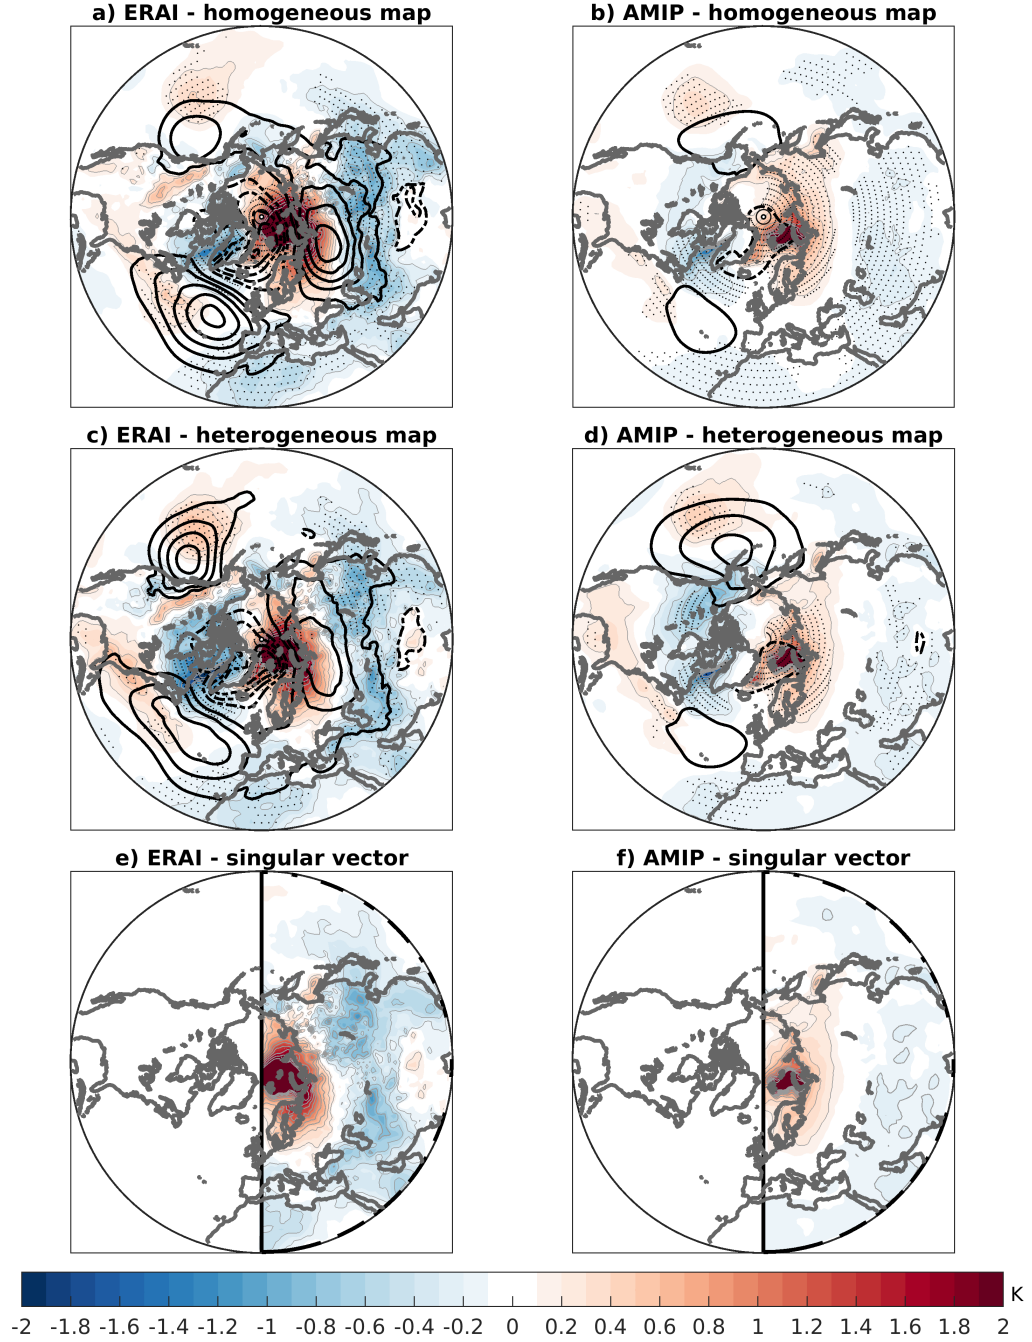 a) ERAI - homogeneous map
b) AMIP - homogeneous map
c) ERAI - heterogeneous map
d) AMIP - heterogeneous map
e) ERAI - singular vector
f) AMIP - singular vector
K
-2 -1.8 -1.6 -1.4 -1.2 -1 -0.8 -0.6 -0.4 -0.2 0 0.2 0.4 0.6 0.8 1 1.2 1.4 1.6 1.8 2